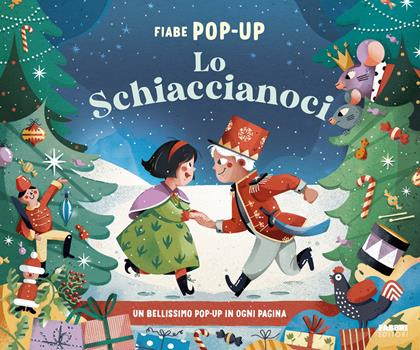 FIABE POP-UP
Lo
Schiaccianoci
UN BELLISSIMO POP-UP IN OGNI PAGINA
FABBRI
EDITORI